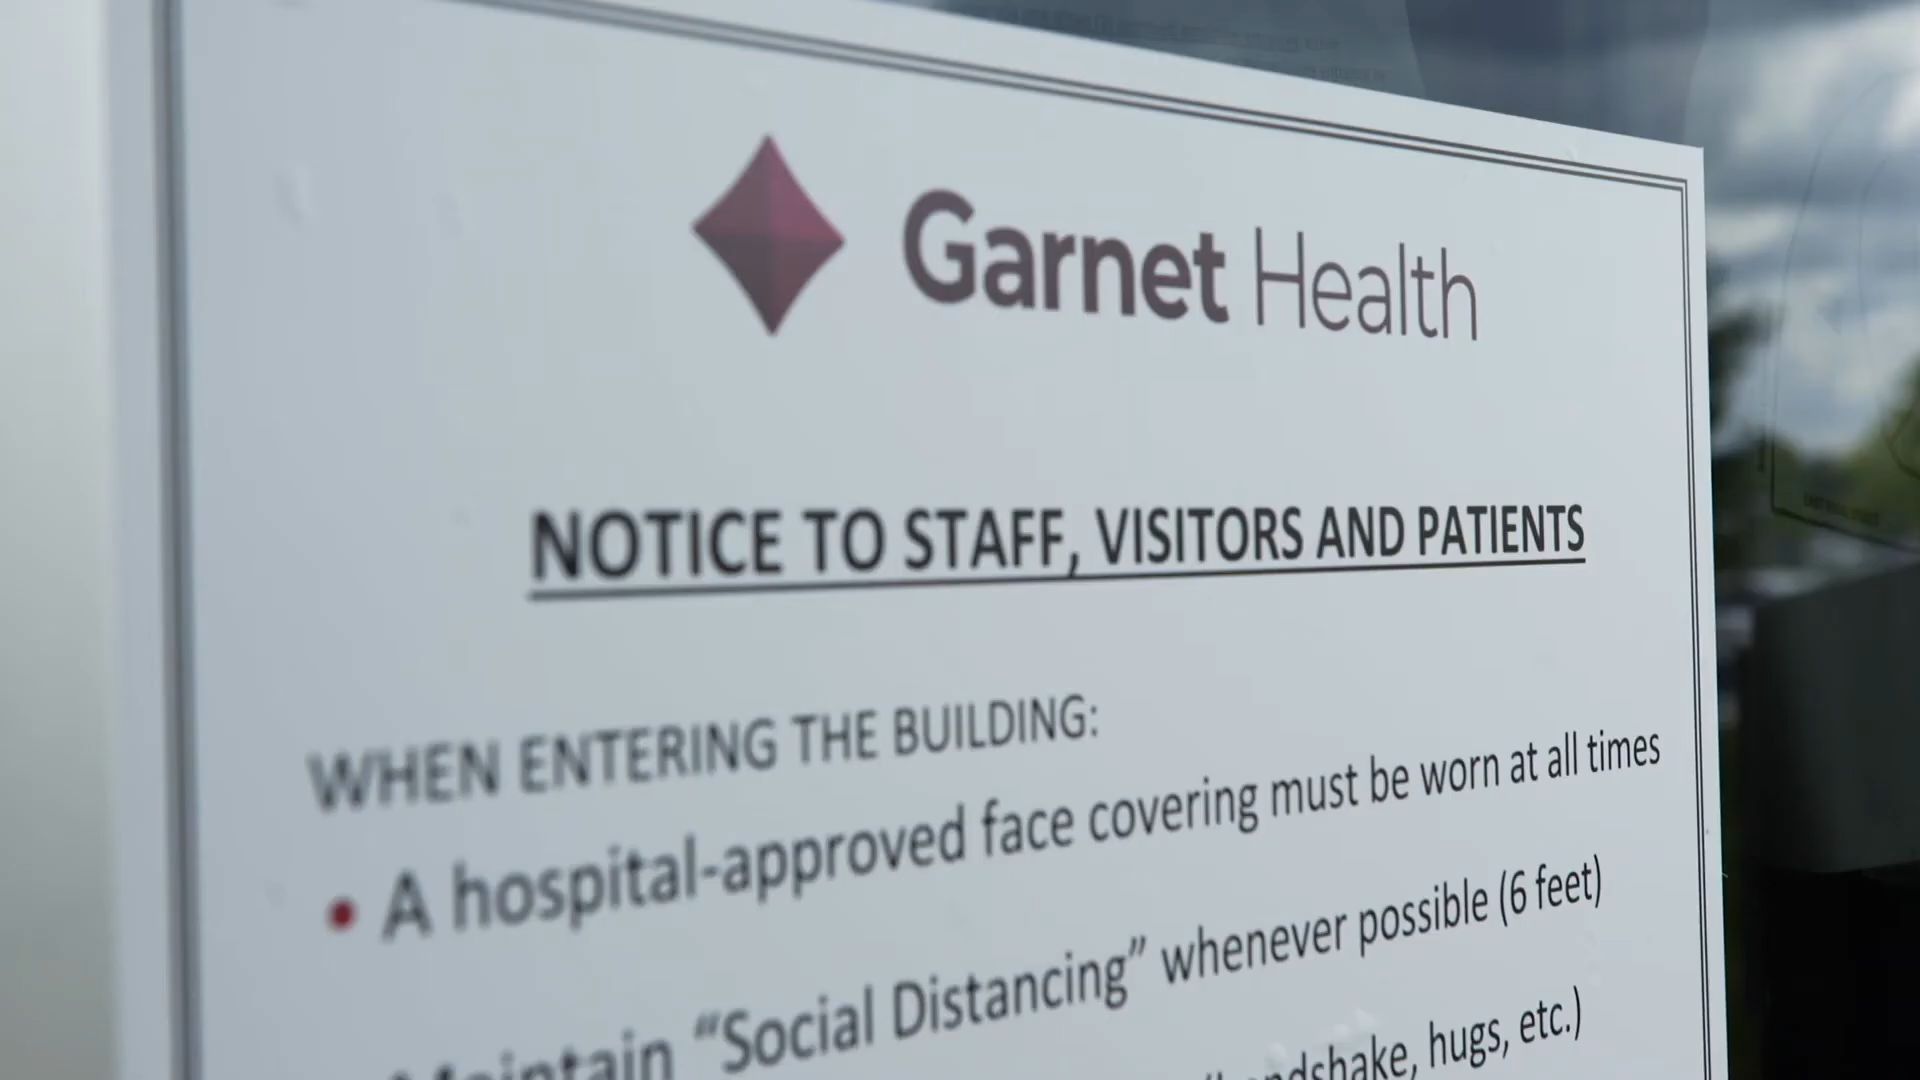 Garnet Health
NOTICE TO STAFF, VISITORS AND PATIENTS
WHEN ENTERING THE BUILDING:
• A hospital-approved face covering must be worn at all times
Maintain “Social Distancing” whenever possible (6 feet)
hugs, etc.)